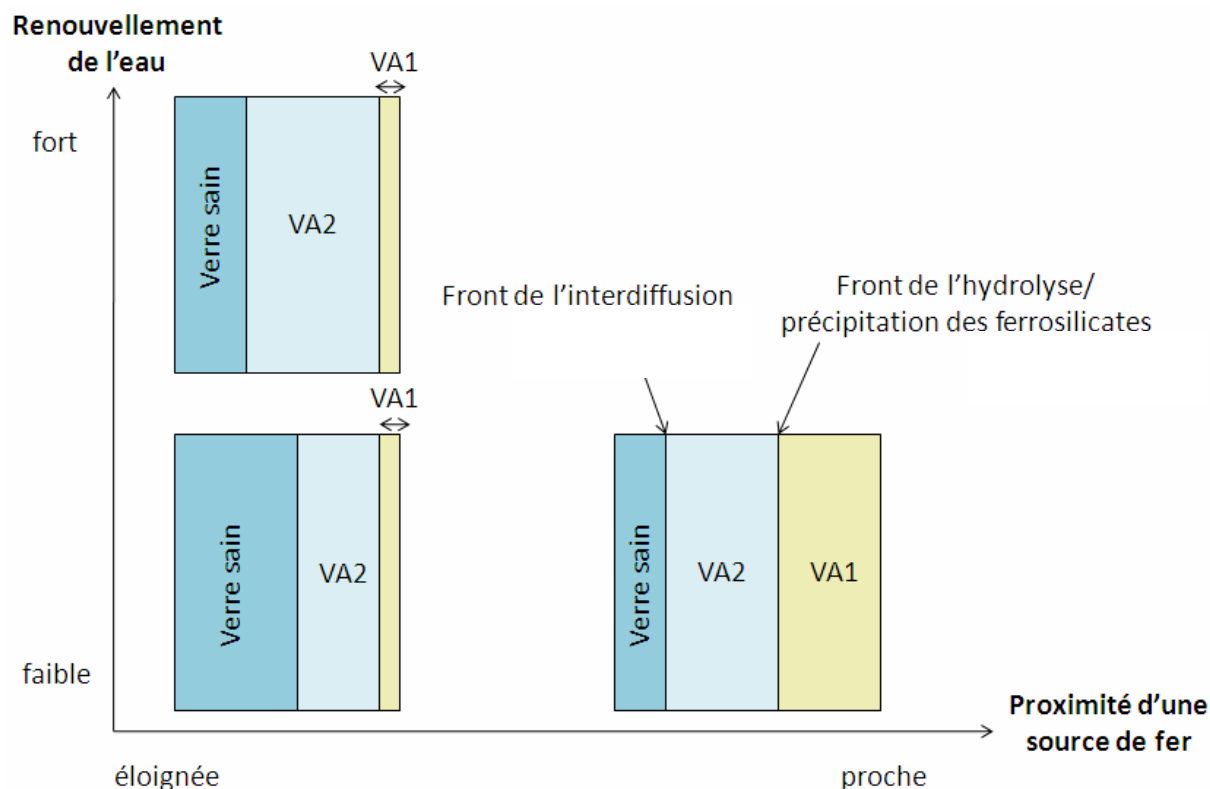 Renouvellement
de l'eau
VA1
fort
Verre sain
VA2
Front de l'interdiffusion
Front de l'hydrolyse/
précipitation des ferrosilicates
VA1
Verre sain
VA2
Verre sain
VA2
VA1
faible
Proximité d'une
source de fer
éloignée
proche